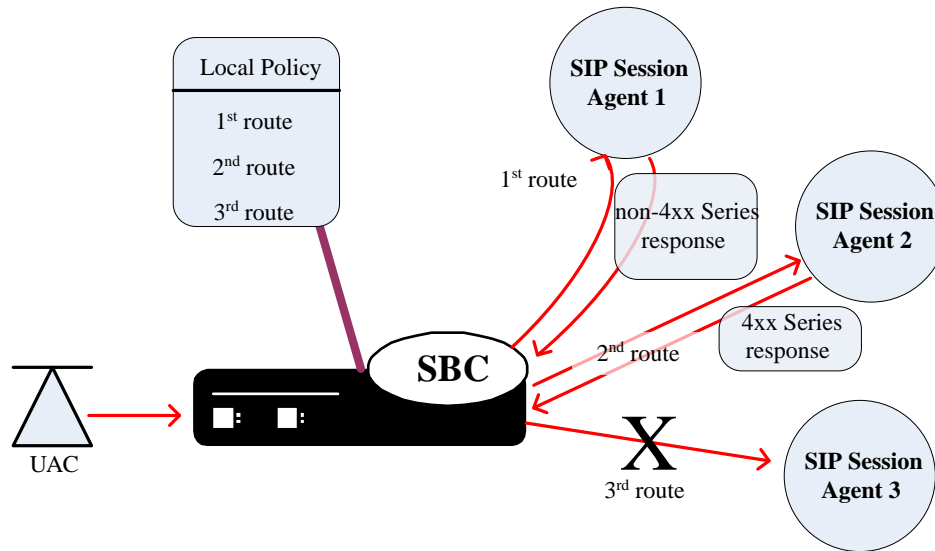 Local Policy
1st route
2nd route
3rd route
SIP Session
Agent 1
1st route
non-4xx Series
response
SIP Session
Agent 2
4xx Series
response
2nd route
SBC
UAC
X
3rd route
SIP Session
Agent 3